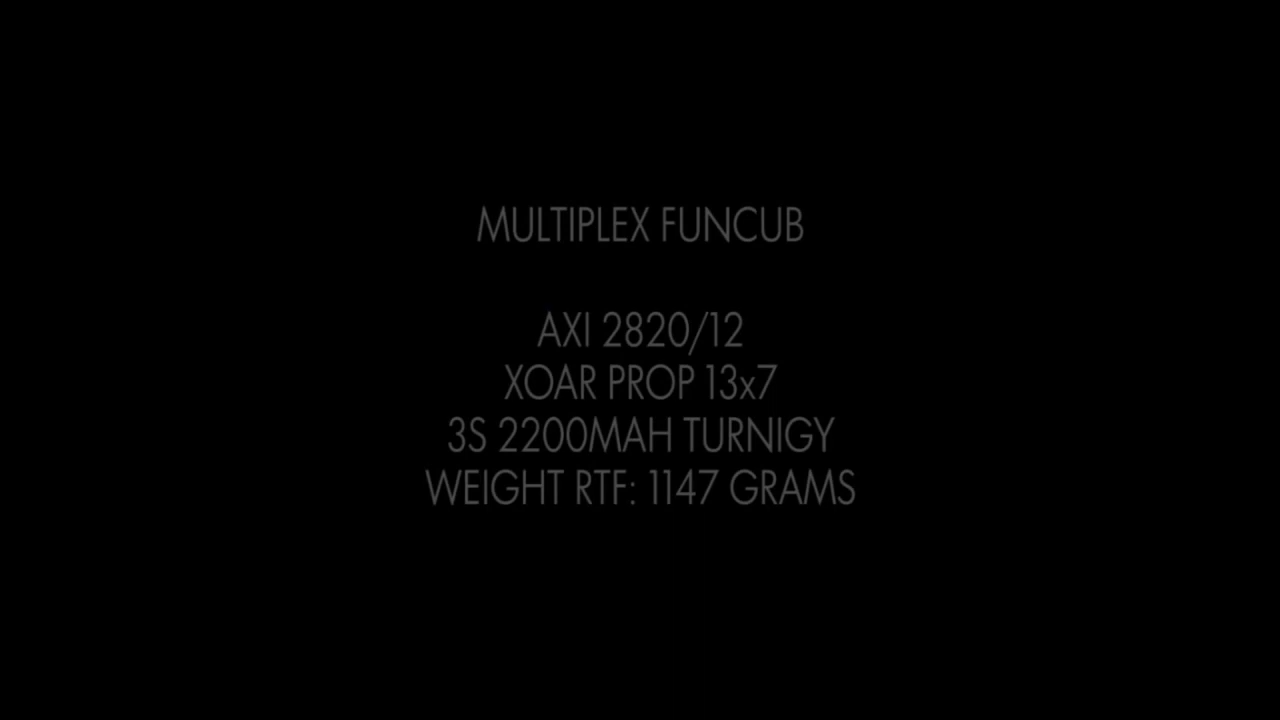 MULTIPLEX FUNCUB
AXI 2820/12
XOAR PROP 13x7
3S 2200MAH TURNIGY
WEIGHT RTF: 1147 GRAMS